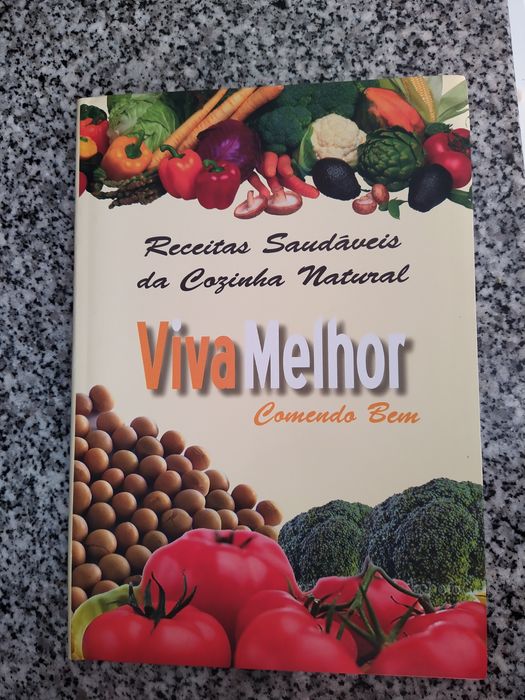 Receitas Saudáveis
da Cozinha Natural
Viva Melhor
Comendo Bem